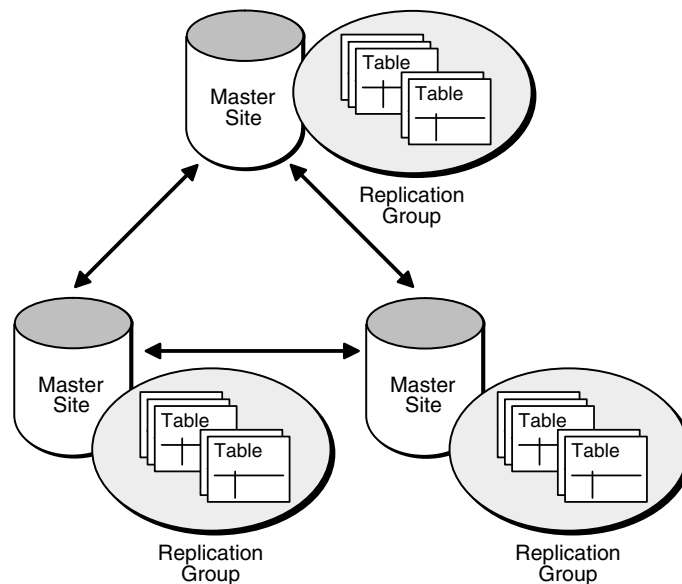 Table
Table
Master
Site
Replication
Group
Master
Site
Table
Table
Replication
Group
Master
Site
Table
Table
Replication
Group